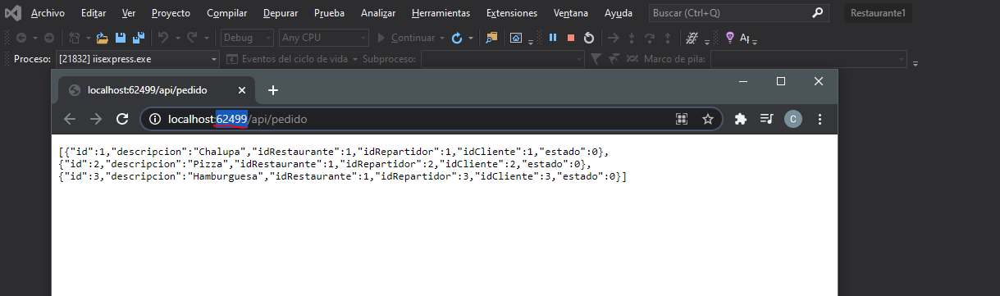 Archivo Editar Ver Proyecto Compilar Depurar Prueba Analizar Herramientas Extensiones Ventana Ayuda Buscar (Ctrl+Q) Restaurante1
Debug Any CPU Continuar
Proceso: [21832] iisexpress.exe Eventos del ciclo de vida Subproceso: Marco de pila:
localhost:62499/api/pedido
localhost:62499/api/pedido C
[{"id":1,"descripcion":"Chalupa","idRestaurante":1,"idRepartidor":1,"idCliente":1,"estado":0},
{"id":2,"descripcion":"Pizza","idRestaurante":1,"idRepartidor":2,"idCliente":2,"estado":0},
{"id":3,"descripcion":"Hamburguesa","idRestaurante":1,"idRepartidor":3,"idCliente":3,"estado":0}]